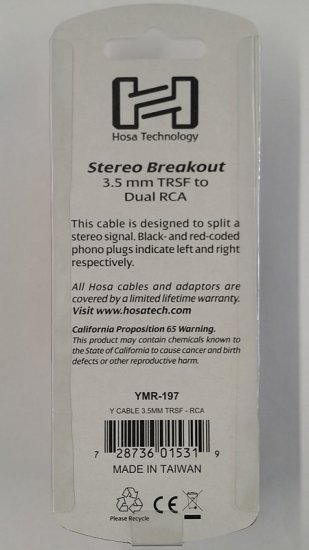 Hosa Technology
Stereo Breakout
3.5 mm TRSF to
Dual RCA
This cable is designed to split a
stereo signal. Black- and red-coded
phono plugs indicate left and right
respectively.
All Hosa cables and adaptors are
covered by a limited lifetime warranty.
Visit www.hosatech.com
California Proposition 65 Warning.
This product may contain chemicals known to
the State of California to cause cancer and birth
defects or other reproductive harm.
YMR-197
Y CABLE 3.5MM TRSF - RCA
7 28736 01531 9
MADE IN TAIWAN
CE
Please Recycle